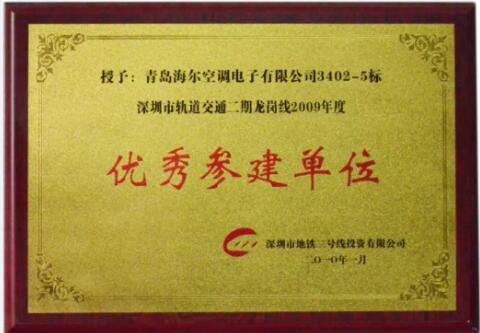 授予：青岛海尔空调电子有限公司3402-5标
深圳市轨道交通二期龙岗线2009年度
优秀参建单位
深圳市地铁三号线投资有限公司
二〇一〇年一月